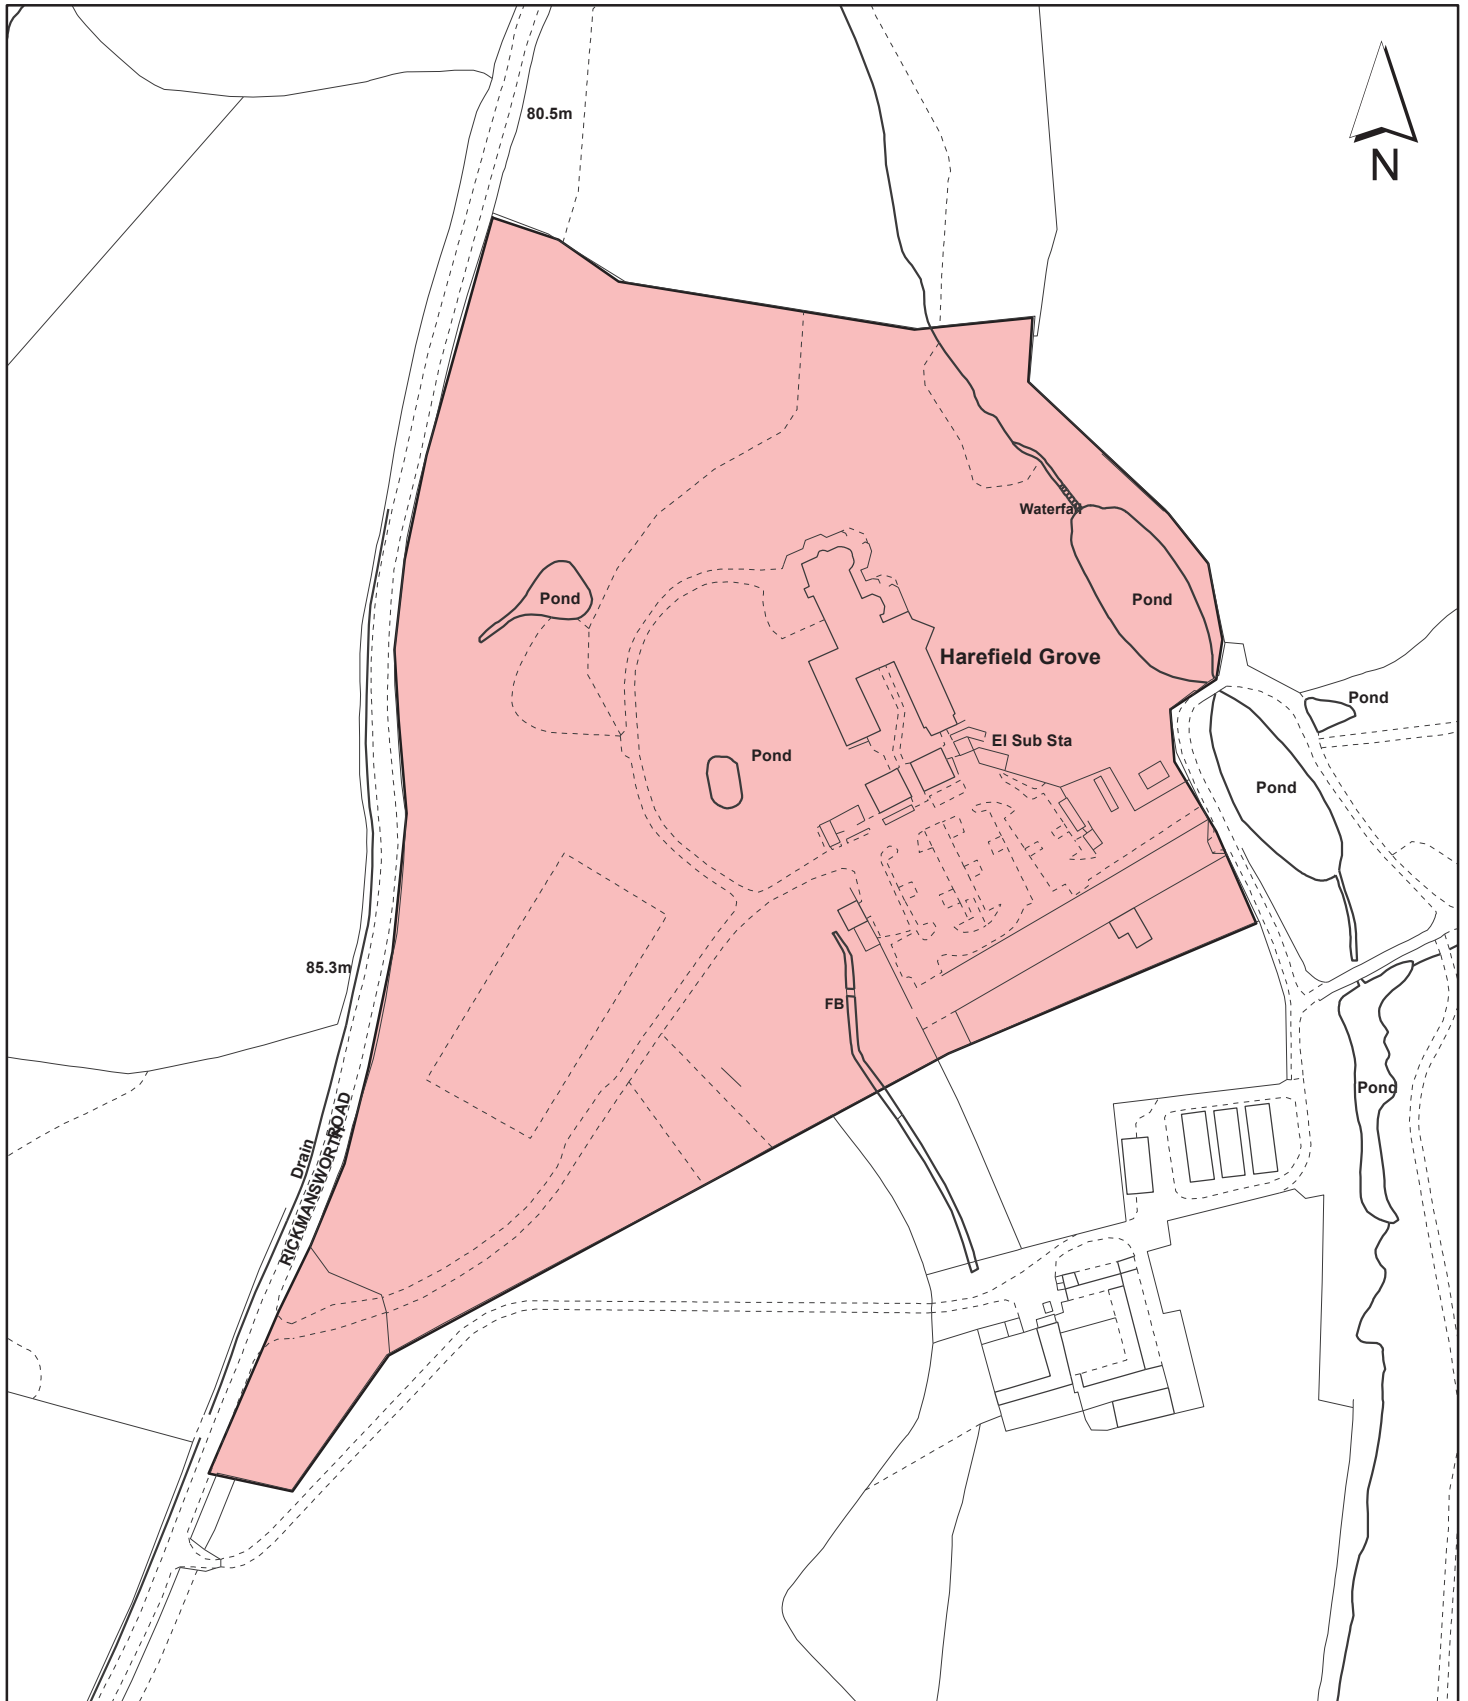 80.5m
N
Waterfall
Pond
Pond
Harefield Grove
Pond
El Sub Sta
Pond
Pond
85.3m
FB
Pond
Drain
RICKMANSWORTH ROAD